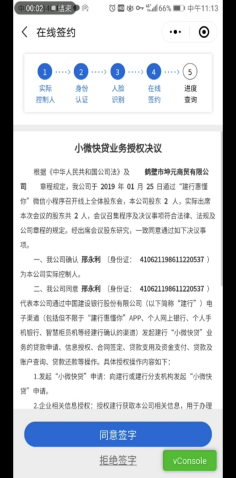 00:02 结束
66% 中午11:13
在线签约
1 2 3 4 5
实际 身份 人脸 在线 进度
控制人 认证 识别 签约 查询
小微快贷业务授权决议
根据《中华人民共和国公司法》及 鹤壁市坤元商贸有限公
司 章程规定，我公司于 2019 年 01 月 25 日通过“建行惠懂
你”微信小程序召开线上全体股东会，本公司股东 2 人，实际出席
本次会议的股东共 2 人，会议召集程序及决议事项符合法律、法规及
公司章程的规定。经出席会议股东研究，一致同意通过如下决议事
项。
一、我公司确认 邢永利 （身份证： 410621198611220537 ）
为本公司实际控制人。
二、我公司同意 邢永利 （身份证： 410621198611220537 ）
代表本公司通过中国建设银行股份有限公司（以下简称“建行”）电
子渠道（包括但不限于“建行惠懂你”APP、个人网上银行、个人手
机银行、智慧柜员机等经建行确认的渠道）发起建行“小微快贷”业
务的贷款申请、信息授权、合同签定、贷款支用及资金支付、贷款及
账户查询、贷款还款等操作。具体授权操作内容如下：
1.发起“小微快贷”申请：向建行或建行分支机构发起“小微快
贷”申请。
2.企业相关信息授权：授权建行获取本公司相关信息，用于办理
同意签字
拒绝签字
vConsole